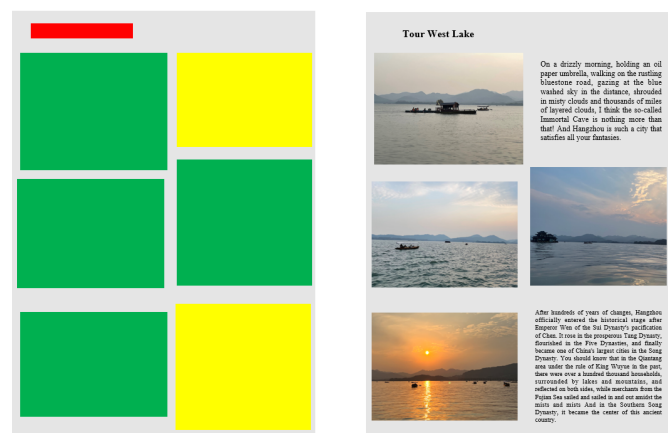 Tour West Lake
On a drizzly morning, holding an oil
paper umbrella, walking on the rustling
bluestone road, gazing at the blue
washed sky in the distance, shrouded
in misty clouds and thousands of miles
of layered clouds, I think the so-called
Immortal Cave is nothing more than
that! And Hangzhou is such a city that
satisfies all your fantasies.
After hundreds of years of changes, Hangzhou
officially entered the historical stage after
Emperor Wen of the Sui Dynasty's pacification
of Chen. It rose in the prosperous Tang Dynasty,
flourished in the Five Dynasties, and finally
became one of China's largest cities in the Song
Dynasty. You should know that in the Qiantang
area under the rule of King Wuyue in the past,
there were over a hundred thousand households,
surrounded by lakes and mountains, and
reflected on both sides, while merchants from the
Fujian Sea sailed and sailed in and out amidst the
mists and mists And in the Southern Song
Dynasty, it became the center of this ancient
country.